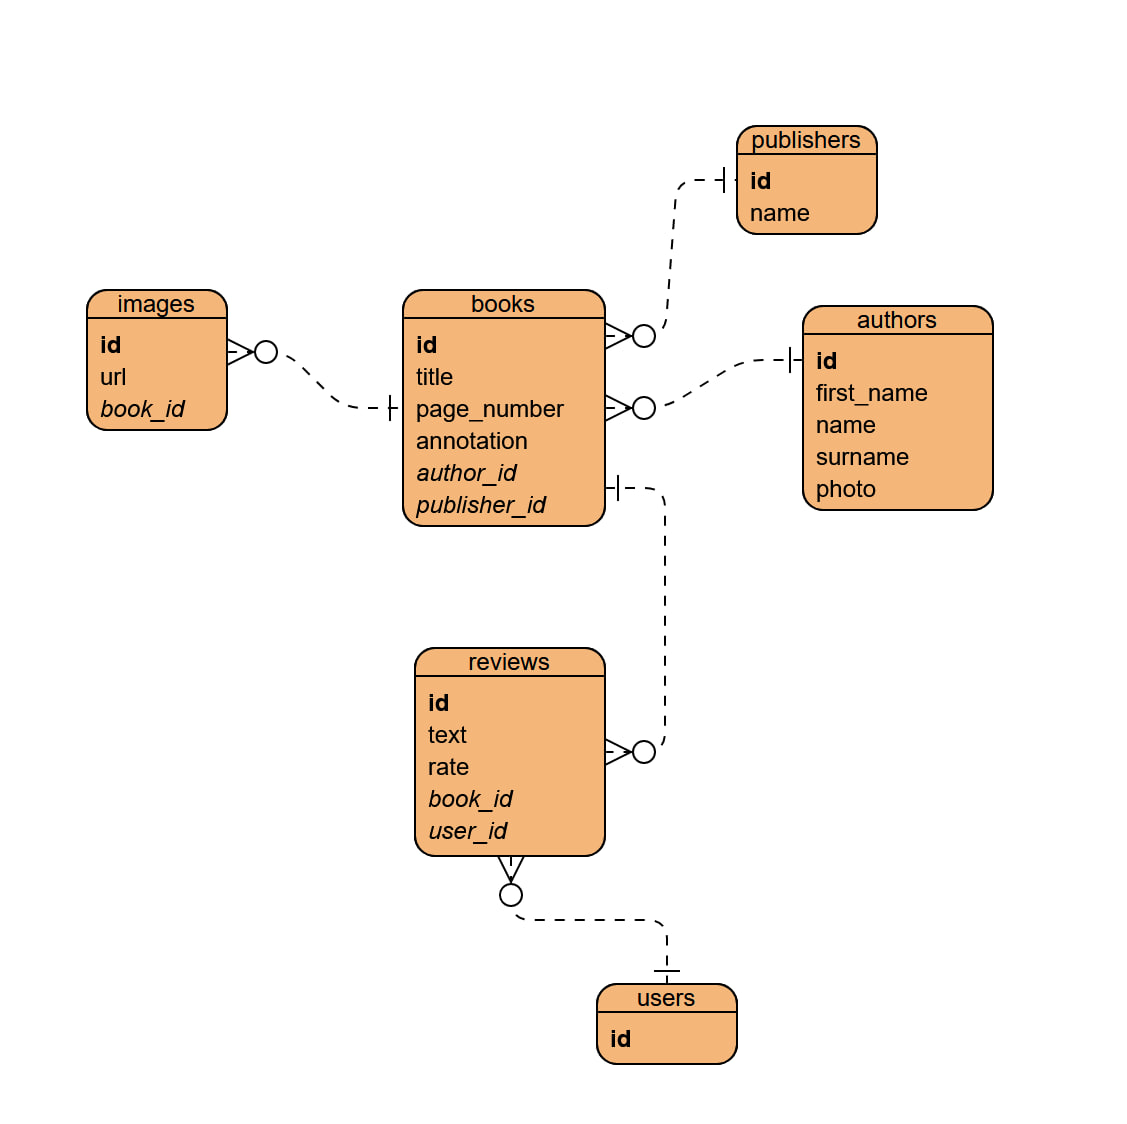 publishers
id
name
images
id
url
book_id
books
id
title
page_number
annotation
author_id
publisher_id
authors
id
first_name
name
surname
photo
reviews
id
text
rate
book_id
user_id
users
id